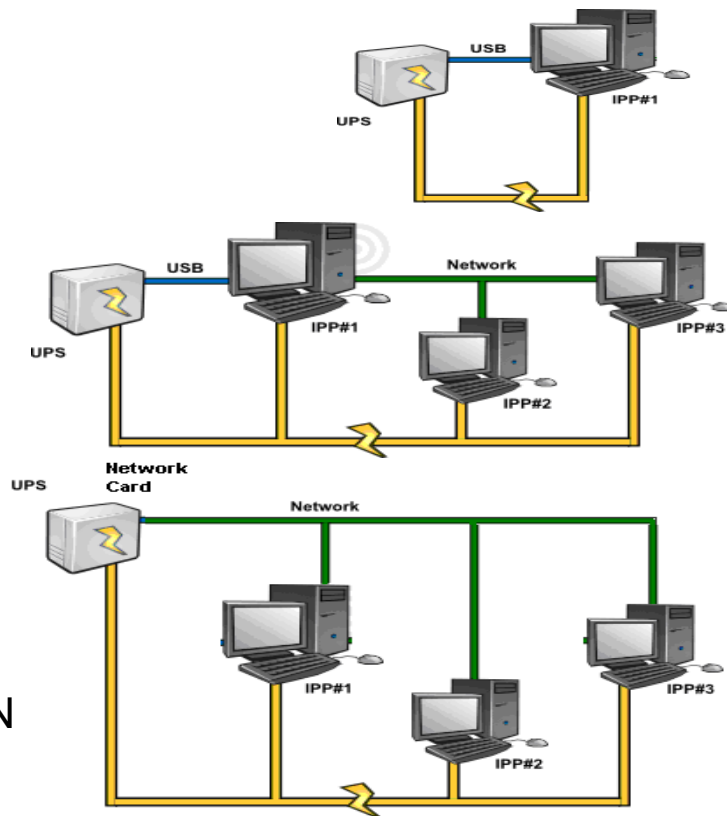 USB
UPS
IPP#1
USB
Network
UPS
IPP#1
IPP#2
IPP#3
UPS
Network
Card
Network
IPP#1
IPP#2
IPP#3
N